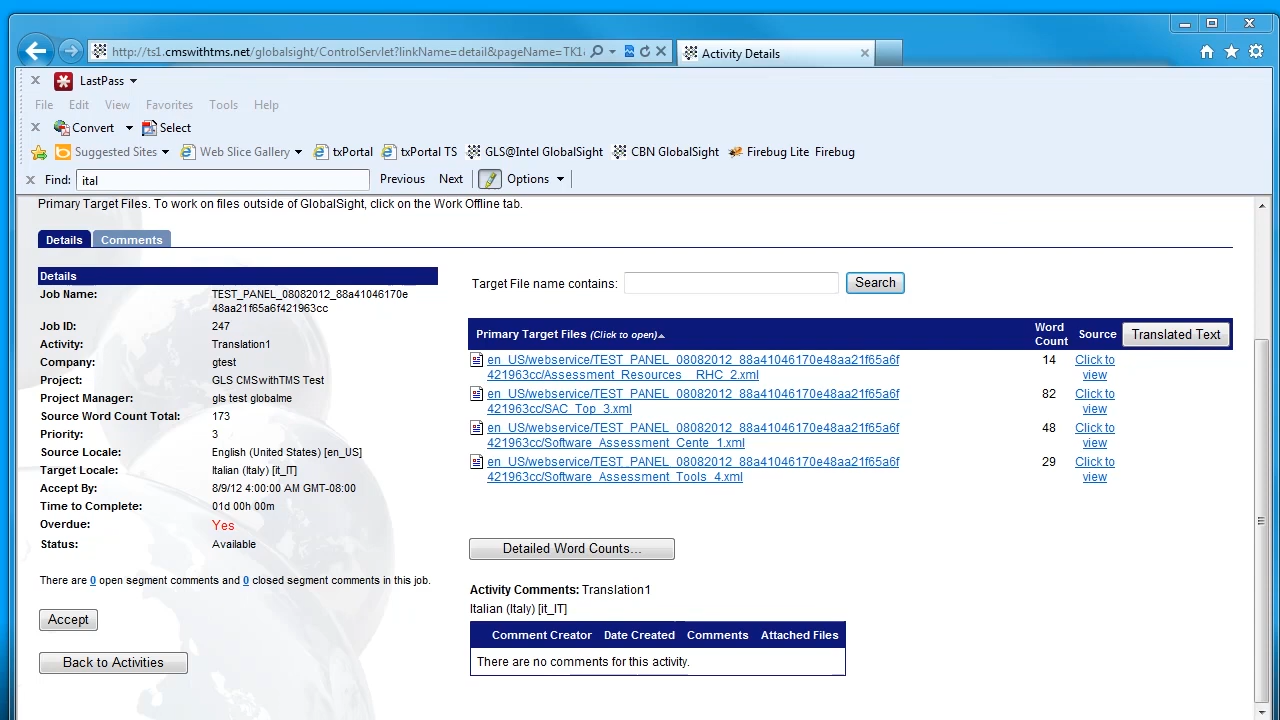 http://ts1.cmswithtms.net/globalsight/ControlServlet?linkName=detail&pageName=TK1
Activity Details
LastPass
File Edit View Favorites Tools Help
Convert Select
Suggested Sites Web Slice Gallery txPortal txPortal TS GLS@Intel GlobalSight CBN GlobalSight Firebug Lite Firebug
Find: ital Previous Next Options
Primary Target Files. To work on files outside of GlobalSight, click on the Work Offline tab.
Details Comments
Details
Job Name: TEST_PANEL_08082012_88a41046170e
48aa21f65a6f421963cc
Job ID: 247
Activity: Translation1
Company: gtest
Project: GLS CMSwithTMS Test
Project Manager: gls test globalme
Source Word Count Total: 173
Priority: 3
Source Locale: English (United States) [en_US]
Target Locale: Italian (Italy) [it_IT]
Accept By: 8/9/12 4:00:00 AM GMT-08:00
Time to Complete: 01d 00h 00m
Overdue: Yes
Status: Available
There are 0 open segment comments and 0 closed segment comments in this job.
Accept
Back to Activities
Target File name contains: Search
Primary Target Files (Click to open) Word Count Source Translated Text
en_US/webservice/TEST_PANEL_08082012_88a41046170e48aa21f65a6f 14 Click to
421963cc/Assessment_Resources__RHC_2.xml view
en_US/webservice/TEST_PANEL_08082012_88a41046170e48aa21f65a6f 82 Click to
421963cc/SAC_Top_3.xml view
en_US/webservice/TEST_PANEL_08082012_88a41046170e48aa21f65a6f 48 Click to
421963cc/Software_Assessment_Cente_1.xml view
en_US/webservice/TEST_PANEL_08082012_88a41046170e48aa21f65a6f 29 Click to
421963cc/Software_Assessment_Tools_4.xml view
Detailed Word Counts...
Activity Comments: Translation1
Italian (Italy) [it_IT]
Comment Creator Date Created Comments Attached Files
There are no comments for this activity.